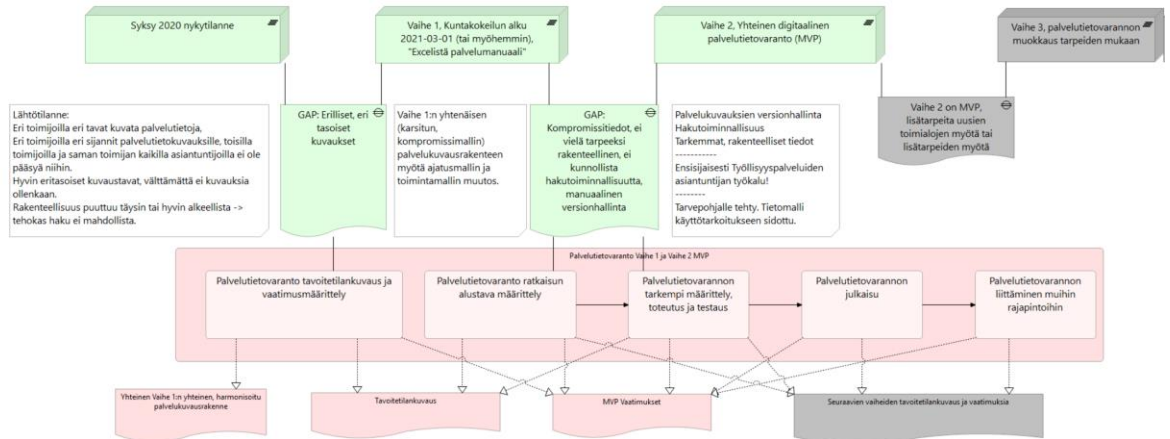 Syksy 2020 nykytilanne
Vaihe 1, Kuntakokeilun alku
2021-03-01 (tai myöhemmin),
"Excelistä palvelumanuaali"
Vaihe 2, Yhteinen digitaalinen
palvelutietovaranto (MVP)
Vaihe 3, palvelutietovarannon
muokkaus tarpeiden mukaan
Lähtötilanne:
Eri toimijoilla eri tavat kuvata palvelutietoja,
Eri toimijoilla eri sijannit palvelutietokuvauksille, toisilla
toimijoilla ja saman toimijan kaikilla asiantuntijoilla ei ole
pääsyä niihin.
Hyvin eritasoiset kuvaustavat, välttämättä ei kuvauksia
ollenkaan.
Rakenteellisuus puuttuu täysin tai hyvin alkeellista ->
tehokas haku ei mahdollista.
GAP: Erilliset, eri
tasoiset
kuvaukset
Vaihe 1:n yhtenäisen
(karsitun,
kompromissimallin)
palvelukuvausrakenteen
myötä ajatusmallin ja
toimintamallin muutos.
GAP:
Kompromissitiedot, ei
vielä tarpeeksi
rakenteellinen, ei
kunnollista
hakutoiminnallisuutta,
manuaalinen
versionhallinta
Palvelukuvauksien versionhallinta
Hakutoiminnallisuus
Tarkemmat, rakenteelliset tiedot
-----------
Ensisijaisesti Työllisyyspalveluiden
asiantuntijan työkalu!
--------
Tarvepohjalle tehty. Tietomalli
käyttötarkoitukseen sidottu.
Vaihe 2 on MVP,
lisätarpeita uusien
toimialojen myötä tai
lisätarpeiden myötä
Palvelutietovaranto Vaihe 1 ja Vaihe 2 MVP
Palvelutietovaranto tavoitetilankuvaus ja
vaatimusmäärittely
Palvelutietovaranto ratkaisun
alustava määrittely
Palvelutietovarannon
tarkempi määrittely,
toteutus ja testaus
Palvelutietovarannon
julkaisu
Palvelutietovarannon
liittäminen muihin
rajapintoihin
Yhteinen Vaihe 1:n yhteinen, harmonisoitu
palvelukuvausrakenne
Tavoitetilankuvaus
MVP Vaatimukset
Seuraavien vaiheiden tavoitetilankuvaus ja vaatimuksia